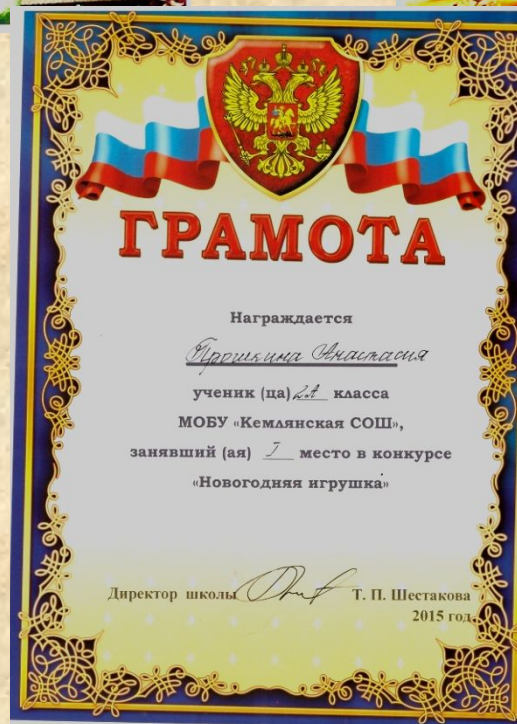 ГРАМОТА
Награждается
Прошкина Анастасия
ученик (ца) 2А класса
МОБУ «Кемлянская СОШ»,
занявший (ая) I место в конкурсе
«Новогодняя игрушка»
Директор школы Т. П. Шестакова
2015 год